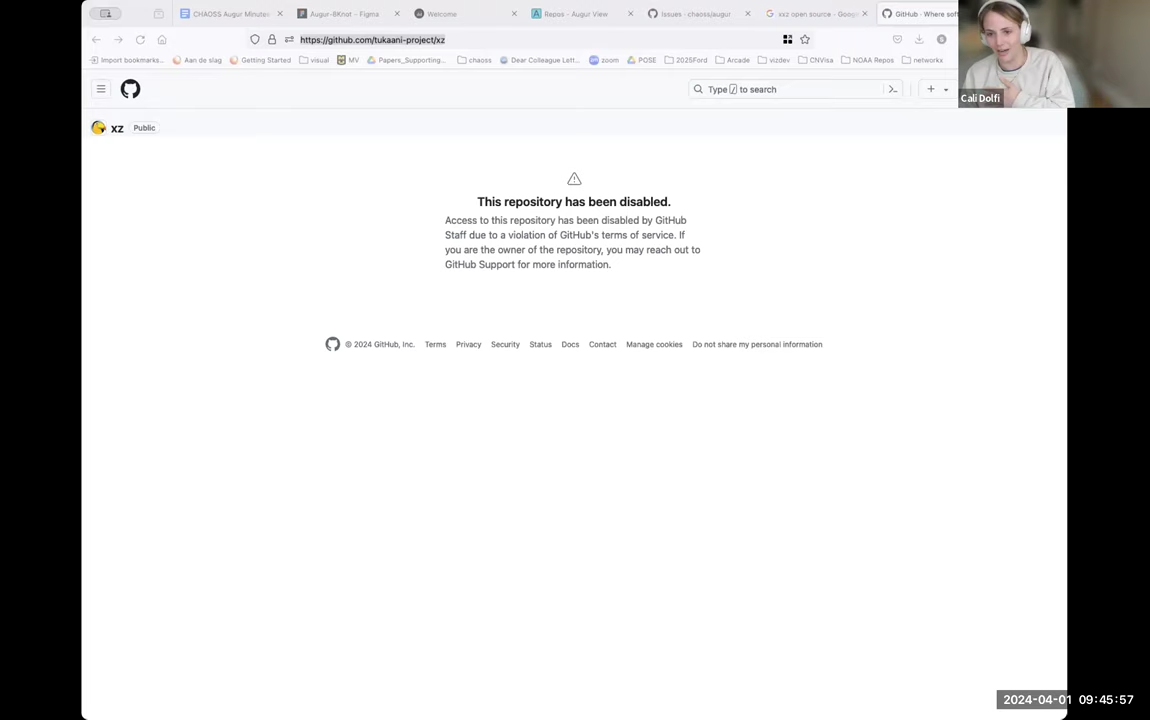 CHAOSS Augur Minutes
Augur-8Knot - Figma
Welcome
Repos - Augur View
Issues · chaoss/augur
xxz open source - Goog
GitHub · Where soft
https://github.com/tukaani-project/xz
Import bookmarks...
Aan de slag
Getting Started
visual
MV
Papers_Supporting...
chaoss
Dear Colleague Lett...
zoom
POSE
2025Ford
Arcade
vizdev
CNVisa
NOAA Repos
networkx
Type / to search
xz Public
This repository has been disabled.
Access to this repository has been disabled by GitHub
Staff due to a violation of GitHub's terms of service. If
you are the owner of the repository, you may reach out to
GitHub Support for more information.
© 2024 GitHub, Inc. Terms Privacy Security Status Docs Contact Manage cookies Do not share my personal information
Cali Dolfi
2024-04-01 09:45:57